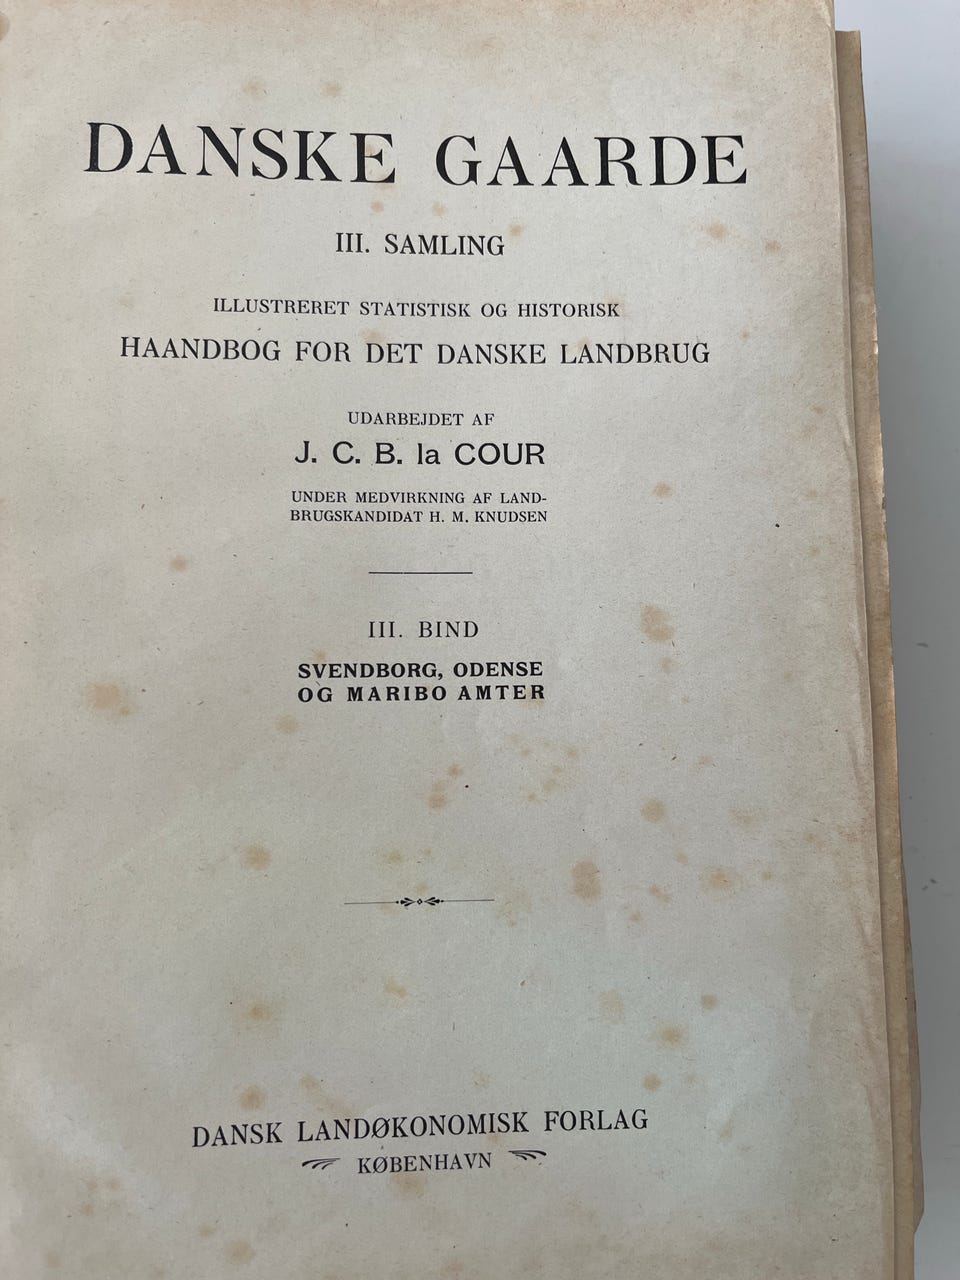 DANSKE GAARDE
III. SAMLING
ILLUSTRERET STATISTISK OG HISTORISK
HAANDBOG FOR DET DANSKE LANDBRUG
UDARBEJDET AF
J. C. B. la COUR
UNDER MEDVIRKNING AF LAND-
BRUGSKANDIDAT H. M. KNUDSEN
III. BIND
SVENDBORG, ODENSE
OG MARIBO AMTER
DANSK LANDØKONOMISK FORLAG
KØBENHAVN